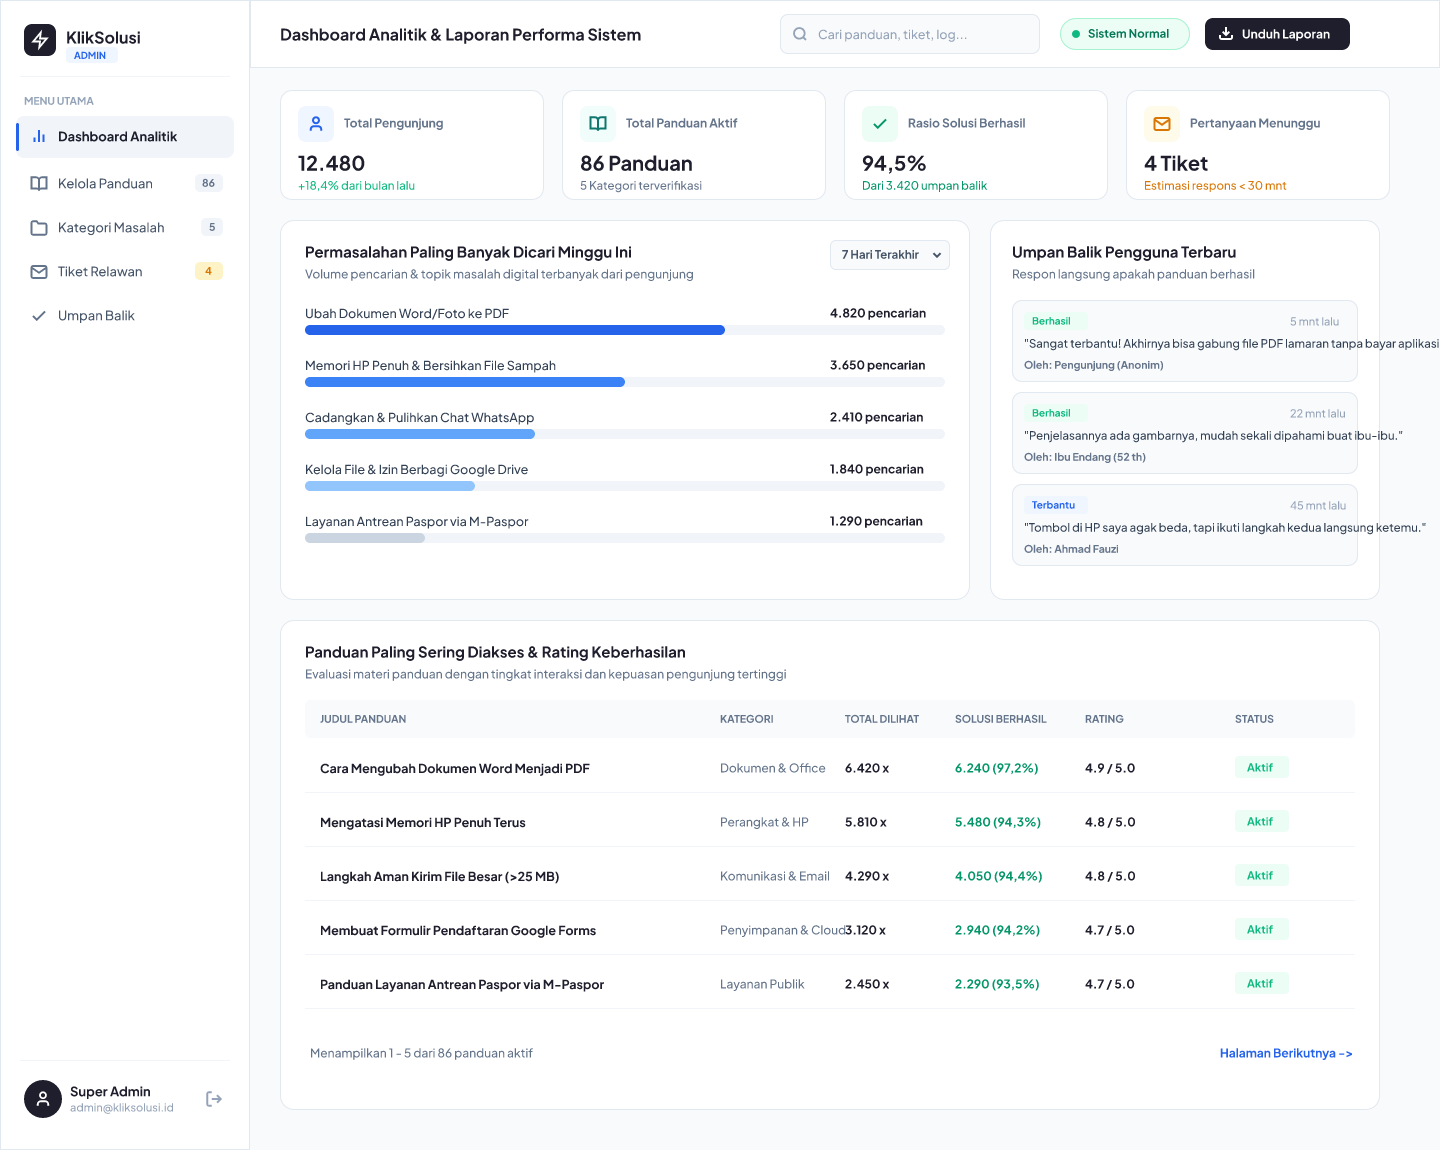 KlikSolusi
ADMIN
MENU UTAMA
Dashboard Analitik
Kelola Panduan 86
Kategori Masalah 5
Tiket Relawan 4
Umpan Balik
Super Admin
admin@kliksolusi.id
Dashboard Analitik & Laporan Performa Sistem
Cari panduan, tiket, log...
Sistem Normal
Unduh Laporan
Total Pengunjung
12.480
+18,4% dari bulan lalu
Total Panduan Aktif
86 Panduan
5 Kategori terverifikasi
Rasio Solusi Berhasil
94,5%
Dari 3.420 umpan balik
Pertanyaan Menunggu
4 Tiket
Estimasi respons < 30 mnt
Permasalahan Paling Banyak Dicari Minggu Ini
Volume pencarian & topik masalah digital terbanyak dari pengunjung
7 Hari Terakhir
Ubah Dokumen Word/Foto ke PDF 4.820 pencarian
Memori HP Penuh & Bersihkan File Sampah 3.650 pencarian
Cadangkan & Pulihkan Chat WhatsApp 2.410 pencarian
Kelola File & Izin Berbagi Google Drive 1.840 pencarian
Layanan Antrean Paspor via M-Paspor 1.290 pencarian
Umpan Balik Pengguna Terbaru
Respon langsung apakah panduan berhasil
Berhasil 5 mnt lalu
"Sangat terbantu! Akhirnya bisa gabung file PDF lamaran tanpa bayar aplikasi
Oleh: Pengunjung (Anonim)
Berhasil 22 mnt lalu
"Penjelasannya ada gambarnya, mudah sekali dipahami buat ibu-ibu."
Oleh: Ibu Endang (52 th)
Terbantu 45 mnt lalu
"Tombol di HP saya agak beda, tapi ikuti langkah kedua langsung ketemu."
Oleh: Ahmad Fauzi
Panduan Paling Sering Diakses & Rating Keberhasilan
Evaluasi materi panduan dengan tingkat interaksi dan kepuasan pengunjung tertinggi
JUDUL PANDUAN KATEGORI TOTAL DILIHAT SOLUSI BERHASIL RATING STATUS
Cara Mengubah Dokumen Word Menjadi PDF Dokumen & Office 6.420 x 6.240 (97,2%) 4.9 / 5.0 Aktif
Mengatasi Memori HP Penuh Terus Perangkat & HP 5.810 x 5.480 (94,3%) 4.8 / 5.0 Aktif
Langkah Aman Kirim File Besar (>25 MB) Komunikasi & Email 4.290 x 4.050 (94,4%) 4.8 / 5.0 Aktif
Membuat Formulir Pendaftaran Google Forms Penyimpanan & Cloud 3.120 x 2.940 (94,2%) 4.7 / 5.0 Aktif
Panduan Layanan Antrean Paspor via M-Paspor Layanan Publik 2.450 x 2.290 (93,5%) 4.7 / 5.0 Aktif
Menampilkan 1 - 5 dari 86 panduan aktif
Halaman Berikutnya ->